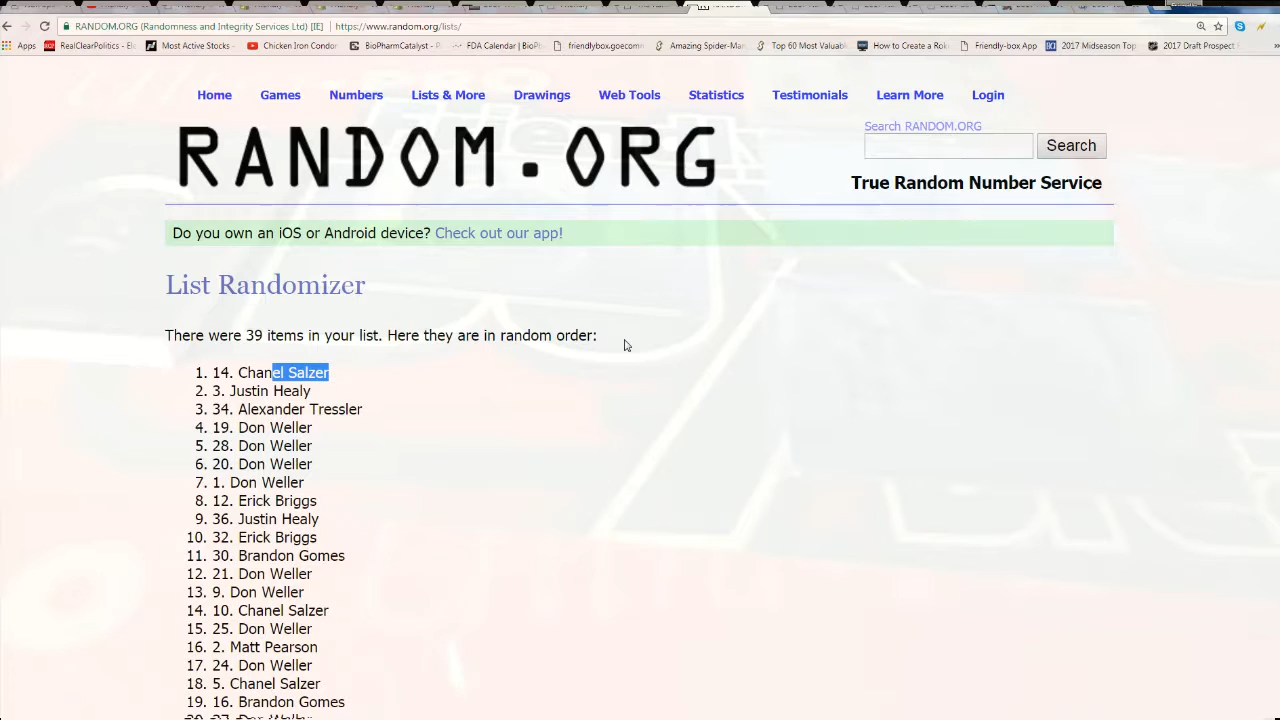 RANDOM.ORG (Randomness and Integrity Services Ltd) [IE] https://www.random.org/lists/
Apps RealClearPolitics - El Most Active Stocks - Chicken Iron Condor BioPharmCatalyst - FDA Calendar | BioP friendlybox.goecomm Amazing Spider-Ma Top 60 Most Valuab How to Create a Rok Friendly-box App 2017 Midseason Top 2017 Draft Prospect
Home Games Numbers Lists & More Drawings Web Tools Statistics Testimonials Learn More Login
RANDOM.ORG
Search RANDOM.ORG
Search
True Random Number Service
Do you own an iOS or Android device? Check out our app!
List Randomizer
There were 39 items in your list. Here they are in random order:
1. 14. Chanel Salzer
2. 3. Justin Healy
3. 34. Alexander Tressler
4. 19. Don Weller
5. 28. Don Weller
6. 20. Don Weller
7. 1. Don Weller
8. 12. Erick Briggs
9. 36. Justin Healy
10. 32. Erick Briggs
11. 30. Brandon Gomes
12. 21. Don Weller
13. 9. Don Weller
14. 10. Chanel Salzer
15. 25. Don Weller
16. 2. Matt Pearson
17. 24. Don Weller
18. 5. Chanel Salzer
19. 16. Brandon Gomes